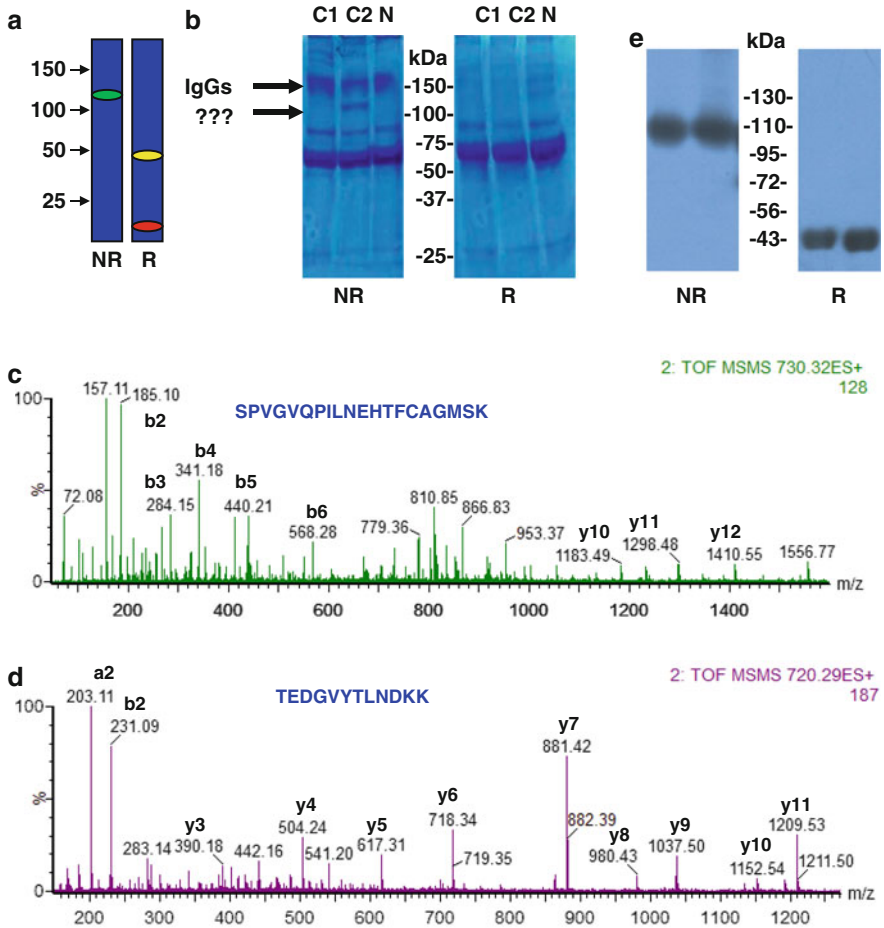 a
150
100
50
25
NR R
b
C1 C2 N
C1 C2 N
kDa
IgGs
???
-150-
-100-
-75-
-50-
-37-
-25-
NR
R
e
kDa
-130-
-110-
-95-
-72-
-56-
-43-
NR
R
c
2: TOF MSMS 730.32ES+
128
SPVGVQPILNEHTFCAGMSK
100
%
0
157.11
185.10
b2
72.08
b3
284.15
b4
341.18
b5
440.21
b6
568.28
779.36
810.85
866.83
953.37
y10
1183.49
y11
1298.48
y12
1410.55
1556.77
200 400 600 800 1000 1200 1400 m/z
d
2: TOF MSMS 720.29ES+
187
TEDGVYTLNDKK
100
%
0
a2
203.11
b2
231.09
283.14
y3
390.18
442.16
y4
504.24
541.20
y5
617.31
y6
718.34
719.35
y7
881.42
882.39
y8
980.43
y9
1037.50
y10
1152.54
y11
1209.53
1211.50
200 300 400 500 600 700 800 900 1000 1100 1200 m/z